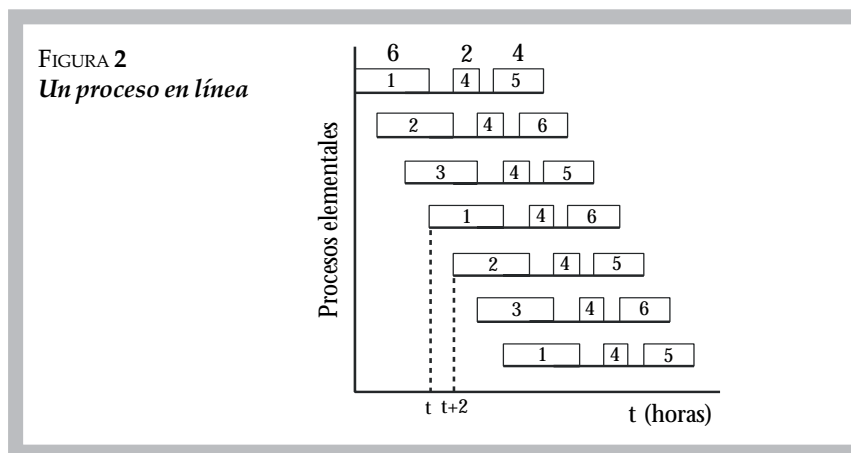 FIGURA 2
Un proceso en línea
6 2 4
1 4 5
2 4 6
3 4 5
1 4 6
2 4 5
3 4 6
1 4 5
Procesos elementales
t t+2
t (horas)